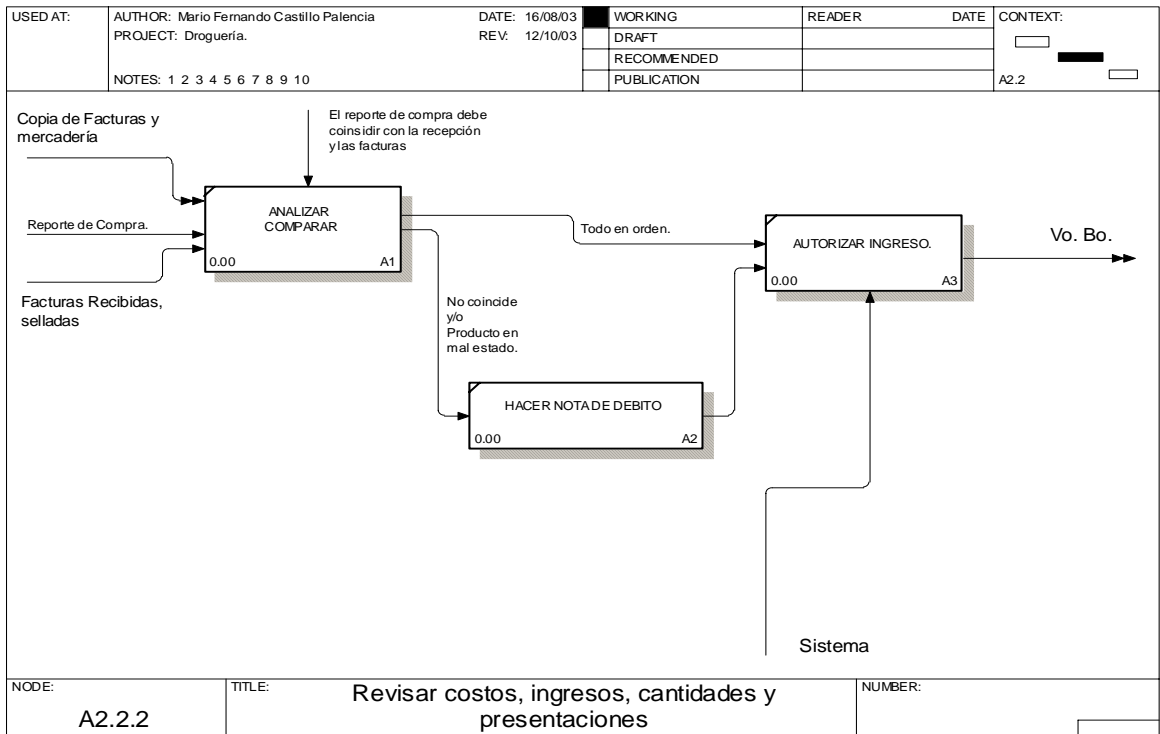 USED AT:
AUTHOR: Mario Fernando Castillo Palencia
DATE: 16/08/03
PROJECT: Droguería.
REV: 12/10/03
NOTES: 1 2 3 4 5 6 7 8 9 10
WORKING
DRAFT
RECOMMENDED
PUBLICATION
READER
DATE
CONTEXT:
A2.2
Copia de Facturas y
mercadería
El reporte de compra debe
coinsidir con la recepción
y las facturas
Reporte de Compra.
ANALIZAR
COMPARAR
0.00
A1
Facturas Recibidas,
selladas
Todo en orden.
AUTORIZAR INGRESO.
0.00
A3
Vo. Bo.
No coincide
y/o
Producto en
mal estado.
HACER NOTA DE DEBITO
0.00
A2
Sistema
NODE:
A2.2.2
TITLE:
Revisar costos, ingresos, cantidades y
presentaciones
NUMBER: